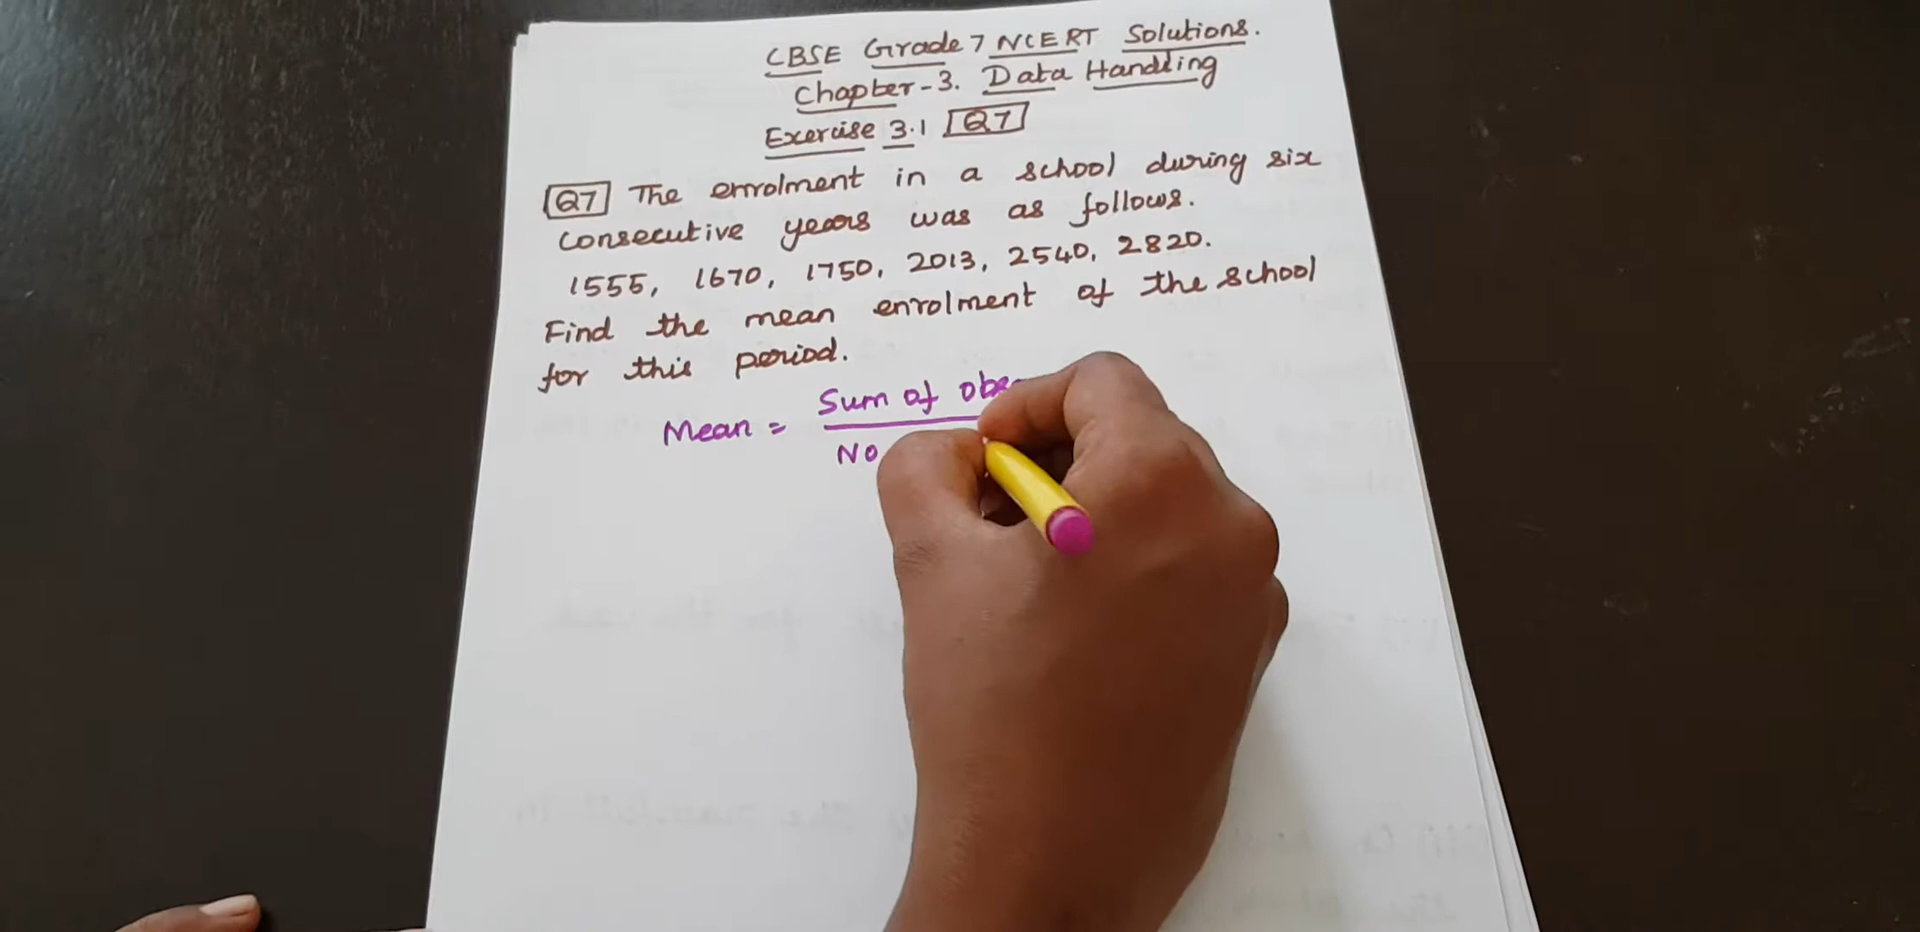 CBSE Grade 7 NCERT Solutions.
Chapter-3. Data Handling
Exercise 3.1 Q7
Q7 The enrolment in a school during six
consecutive years was as follows.
1555, 1670, 1750, 2013, 2540, 2820.
Find the mean enrolment of the school
for this period.
Mean = Sum of obse
No